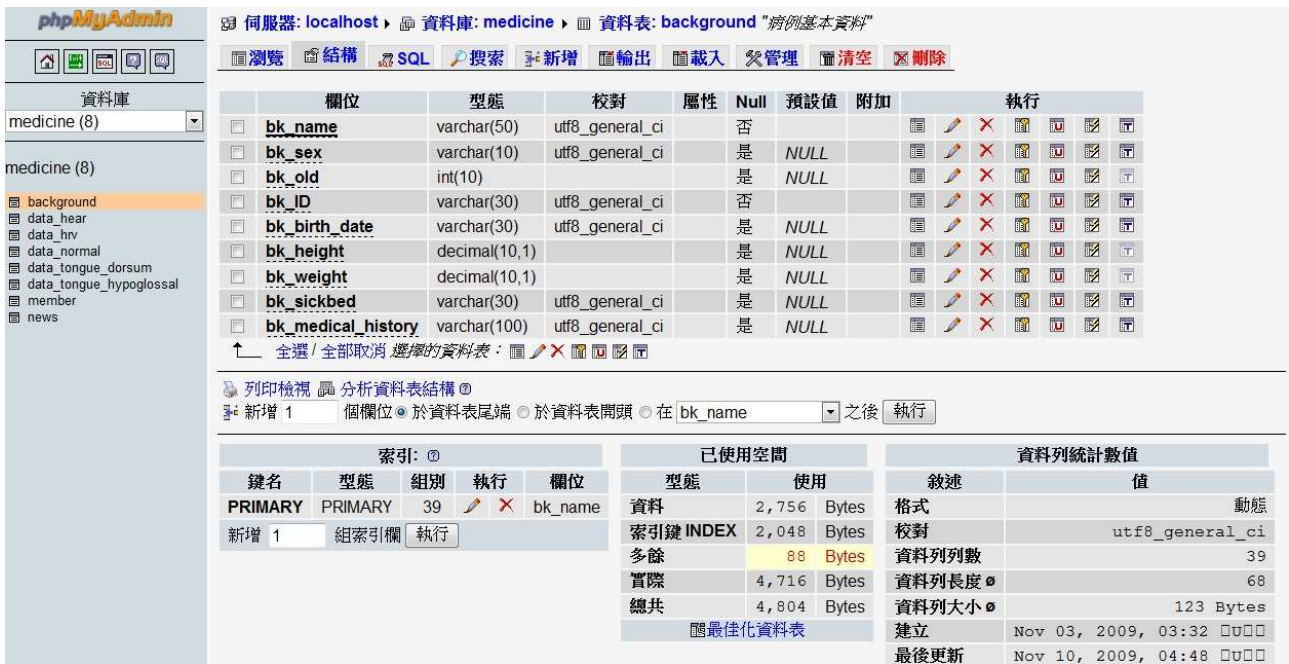 phpMyAdmin
資料庫
medicine (8)
medicine (8)
background
data_hear
data_hrv
data_normal
data_tongue_dorsum
data_tongue_hypoglossal
member
news
伺服器: localhost ▸ 資料庫: medicine ▸ 資料表: background "病例基本資料"
瀏覽 結構 SQL 搜索 新增 輸出 載入 管理 清空 刪除
欄位 型態 校對 屬性 Null 預設值 附加 執行
bk_name varchar(50) utf8_general_ci 否
bk_sex varchar(10) utf8_general_ci 是 NULL
bk_old int(10) 是 NULL
bk_ID varchar(30) utf8_general_ci 否
bk_birth_date varchar(30) utf8_general_ci 是 NULL
bk_height decimal(10,1) 是 NULL
bk_weight decimal(10,1) 是 NULL
bk_sickbed varchar(30) utf8_general_ci 是 NULL
bk_medical_history varchar(100) utf8_general_ci 是 NULL
全選 / 全部取消 選擇的資料表：
列印檢視 分析資料表結構
新增 1 個欄位 於資料表尾端 於資料表開頭 在 bk_name 之後 執行
索引:
鍵名 型態 組別 執行 欄位
PRIMARY PRIMARY 39 bk_name
新增 1 組索引欄 執行
已使用空間
型態 使用
資料 2,756 Bytes
索引鍵 INDEX 2,048 Bytes
多餘 88 Bytes
實際 4,716 Bytes
總共 4,804 Bytes
最佳化資料表
資料列統計數值
敘述 值
格式 動態
校對 utf8_general_ci
資料列列數 39
資料列長度 ø 68
資料列大小 ø 123 Bytes
建立 Nov 03, 2009, 03:32 □U□□
最後更新 Nov 10, 2009, 04:48 □U□□